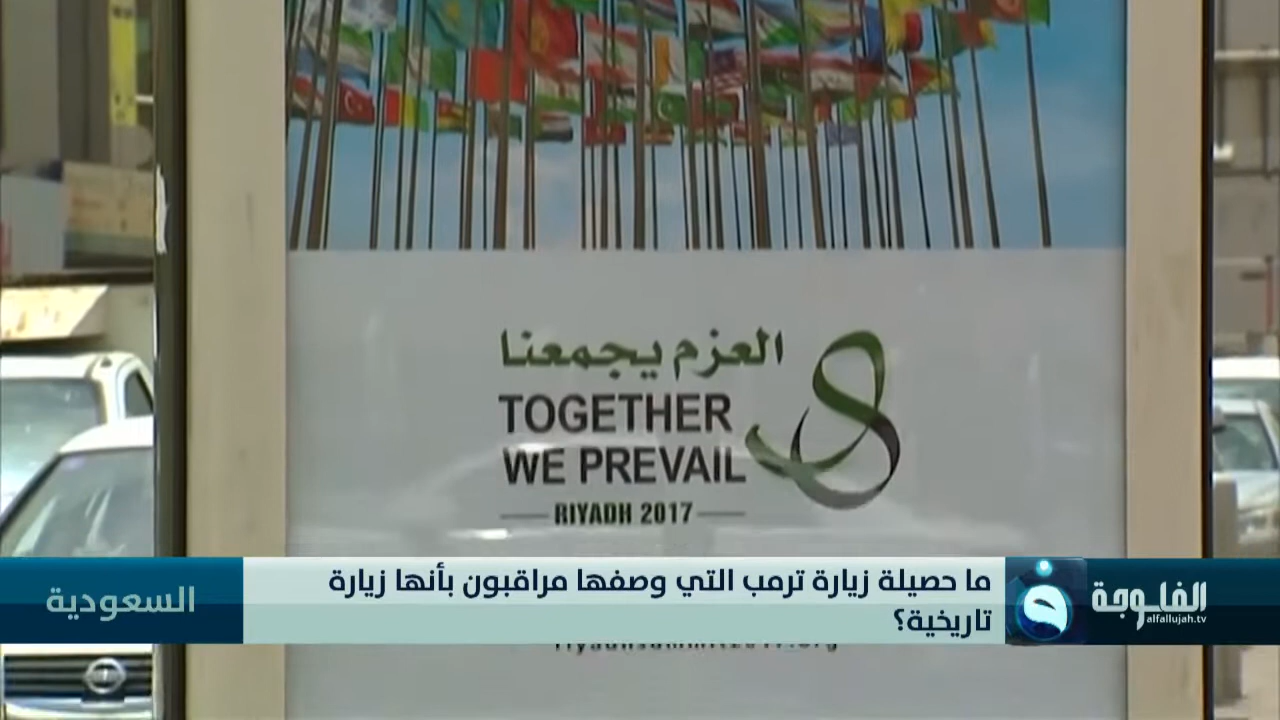 العزم يجمعنا
TOGETHER
WE PREVAIL
RIYADH 2017
ما حصيلة زيارة ترمب التي وصفها مراقبون بأنها زيارة
تاريخية؟
السعودية
الفلوجة
alfallujah.tv